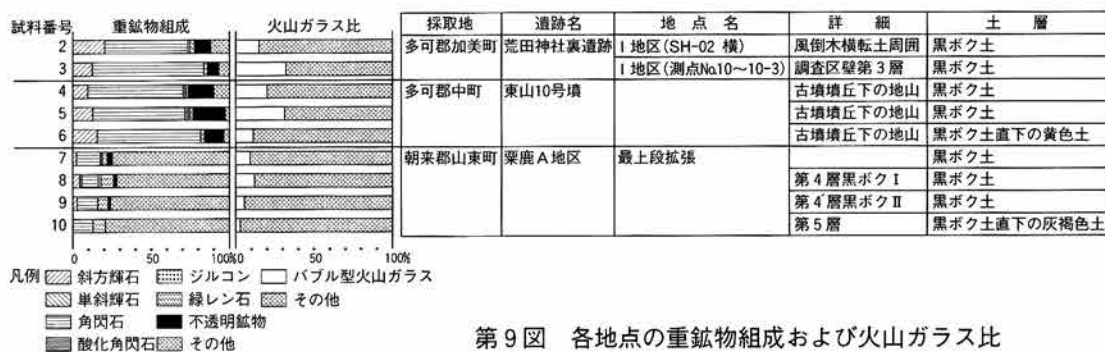 試料番号 重鉱物組成 火山ガラス比 採取地 遺跡名 地点名 詳細 土層
2 多可郡加美町 荒田神社裏遺跡 Ⅰ地区(SH-02 横) 風倒木横転土周囲 黒ボク土
3 Ⅰ地区(測点No.10～10-3) 調査区壁第3層 黒ボク土
4 多可郡中町 東山10号墳 古墳墳丘下の地山 黒ボク土
5 古墳墳丘下の地山 黒ボク土
6 古墳墳丘下の地山 黒ボク土直下の黄色土
7 朝来郡山東町 粟鹿A地区 最上段拡張 黒ボク土
8 第4層黒ボクⅠ 黒ボク土
9 第4層黒ボクⅡ 黒ボク土
10 第5層 黒ボク土直下の灰褐色土
0 50 100% 50 100%
凡例 斜方輝石 ジルコン バブル型火山ガラス
単斜輝石 緑レン石 その他
角閃石 不透明鉱物
酸化角閃石 その他
第9図 各地点の重鉱物組成および火山ガラス比